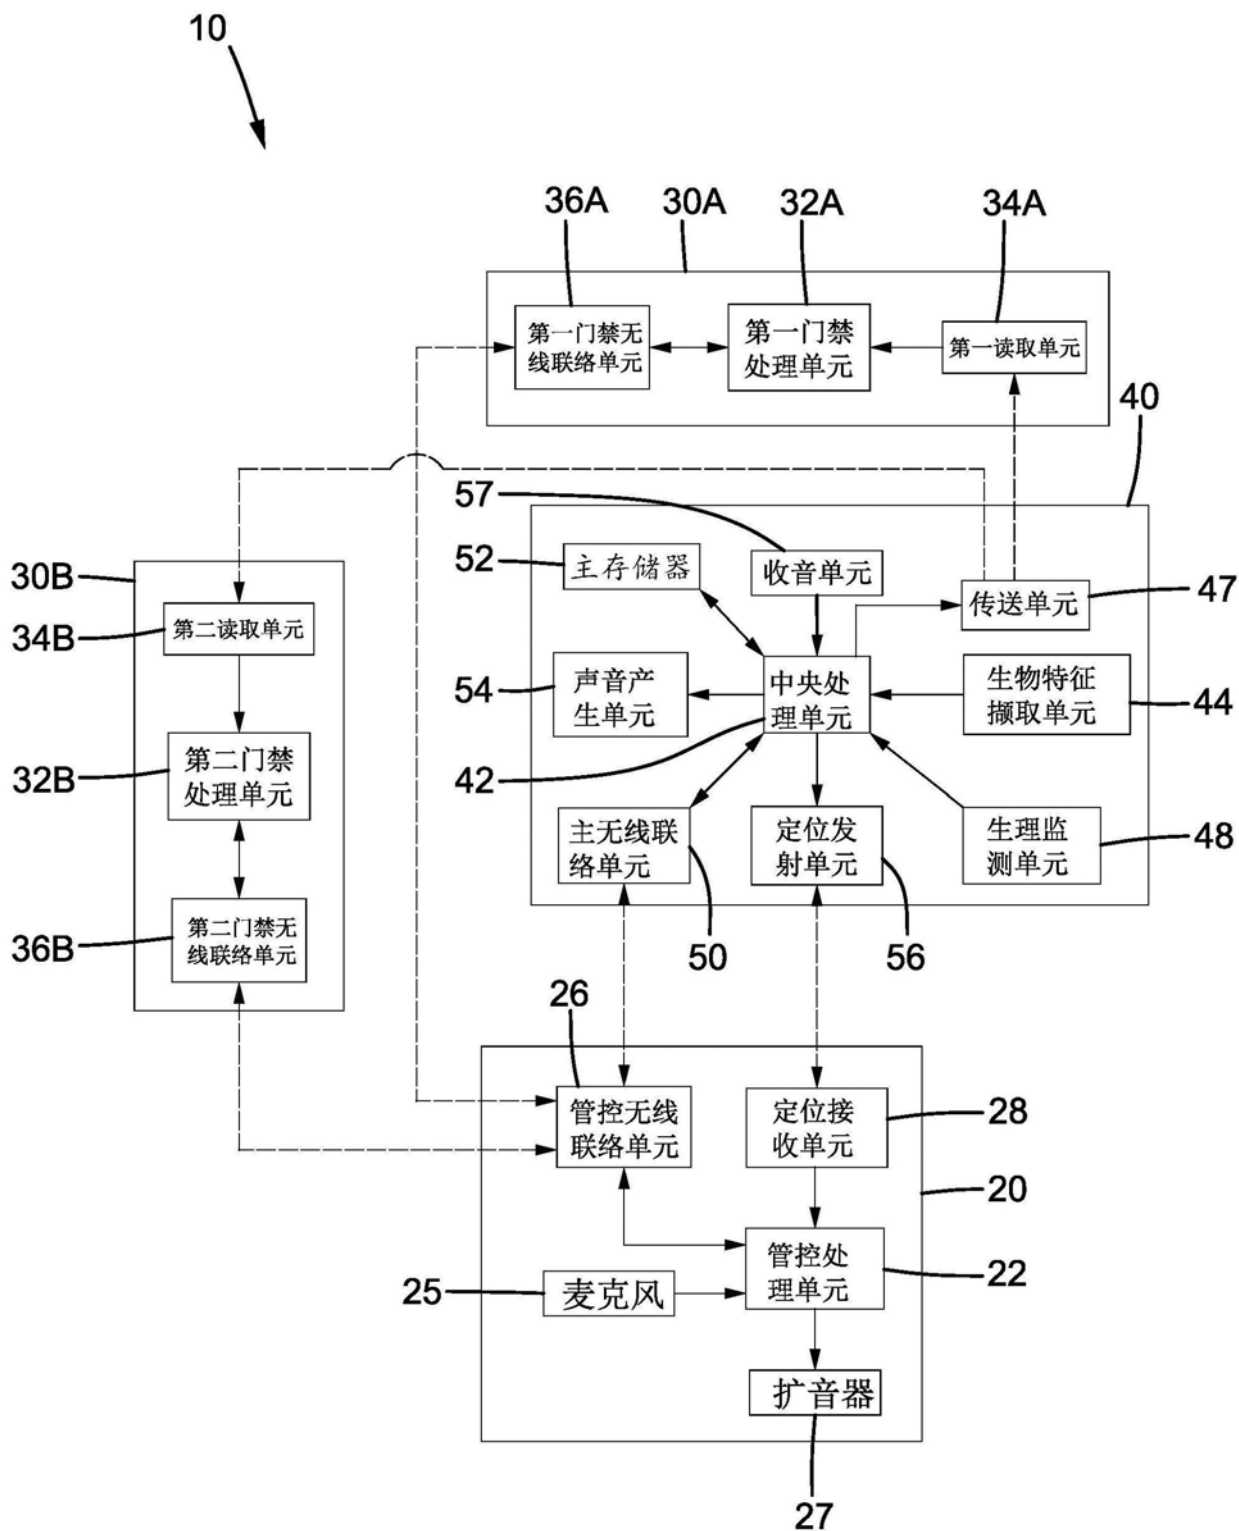 10
36A
30A
32A
34A
第一门禁无
线联络单元
第一门禁
处理单元
第一读取单元
40
57
52
主存储器
收音单元
传送单元
47
30B
34B
第二读取单元
54
声音产
生单元
中央处
理单元
生物特征
撷取单元
44
32B
第二门禁
处理单元
42
主无线联
络单元
定位发
射单元
生理监
测单元
48
36B
第二门禁无
线联络单元
50
56
26
管控无线
联络单元
定位接
收单元
28
20
25
麦克风
管控处
理单元
22
扩音器
27